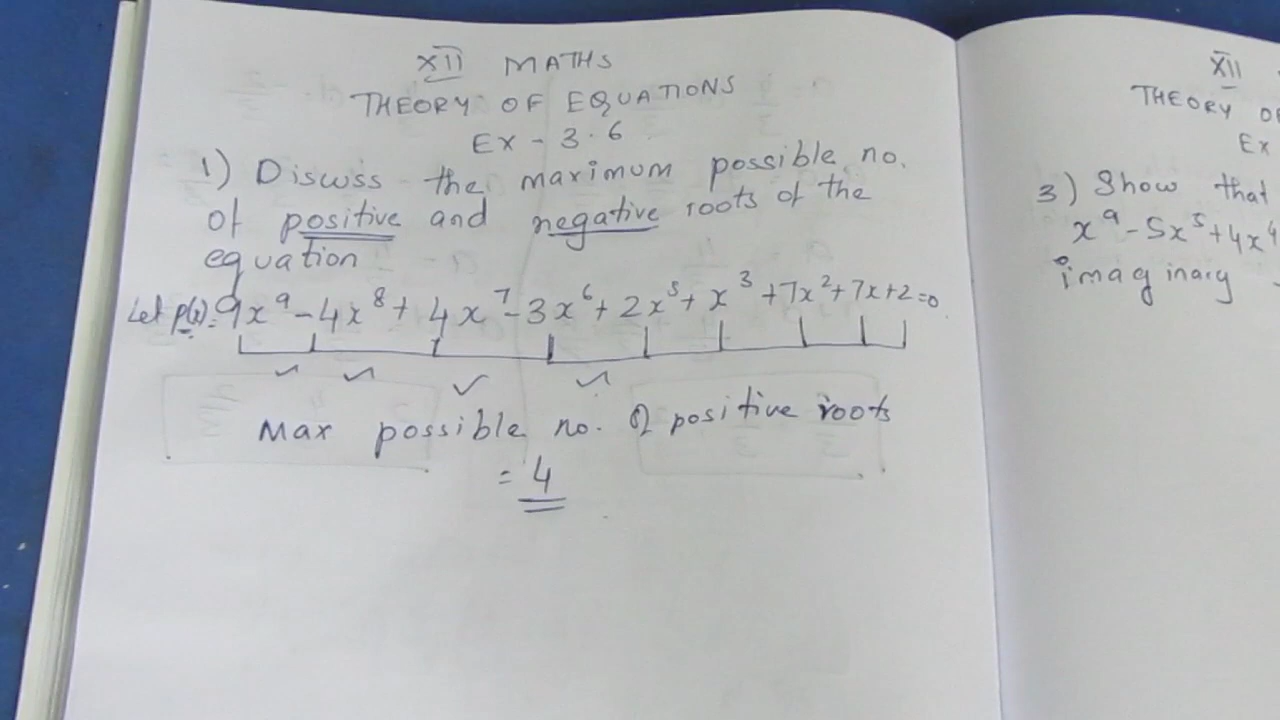 XII MATHS
THEORY OF EQUATIONS
EX - 3.6
1) Discuss the maximum possible no.
of positive and negative roots of the
equation
Let p(x)= 9x⁹ - 4x⁸ + 4x⁷ - 3x⁶ + 2x⁵ + x³ + 7x² + 7x + 2 = 0
Max possible no. of positive roots
= 4
XII
THEORY OF
Ex
3) Show that
x⁹ - 5x⁵ + 4x⁴
imaginary